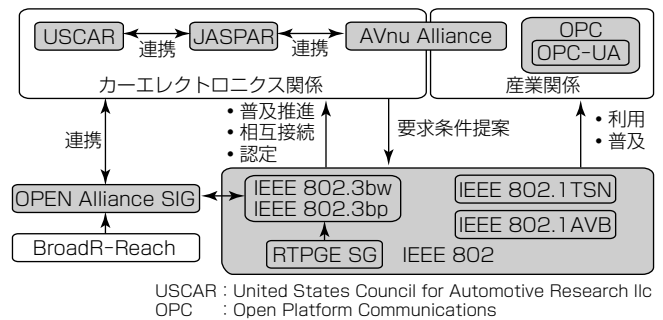 USCAR
JASPAR
AVnu Alliance
OPC
OPC-UA
連携
連携
カーエレクトロニクス関係
産業関係
連携
• 普及推進
• 相互接続
• 認定
要求条件提案
• 利用
• 普及
OPEN Alliance SIG
BroadR-Reach
IEEE 802.3bw
IEEE 802.3bp
RTPGE SG
IEEE 802.1TSN
IEEE 802.1AVB
IEEE 802
USCAR : United States Council for Automotive Research llc
OPC : Open Platform Communications